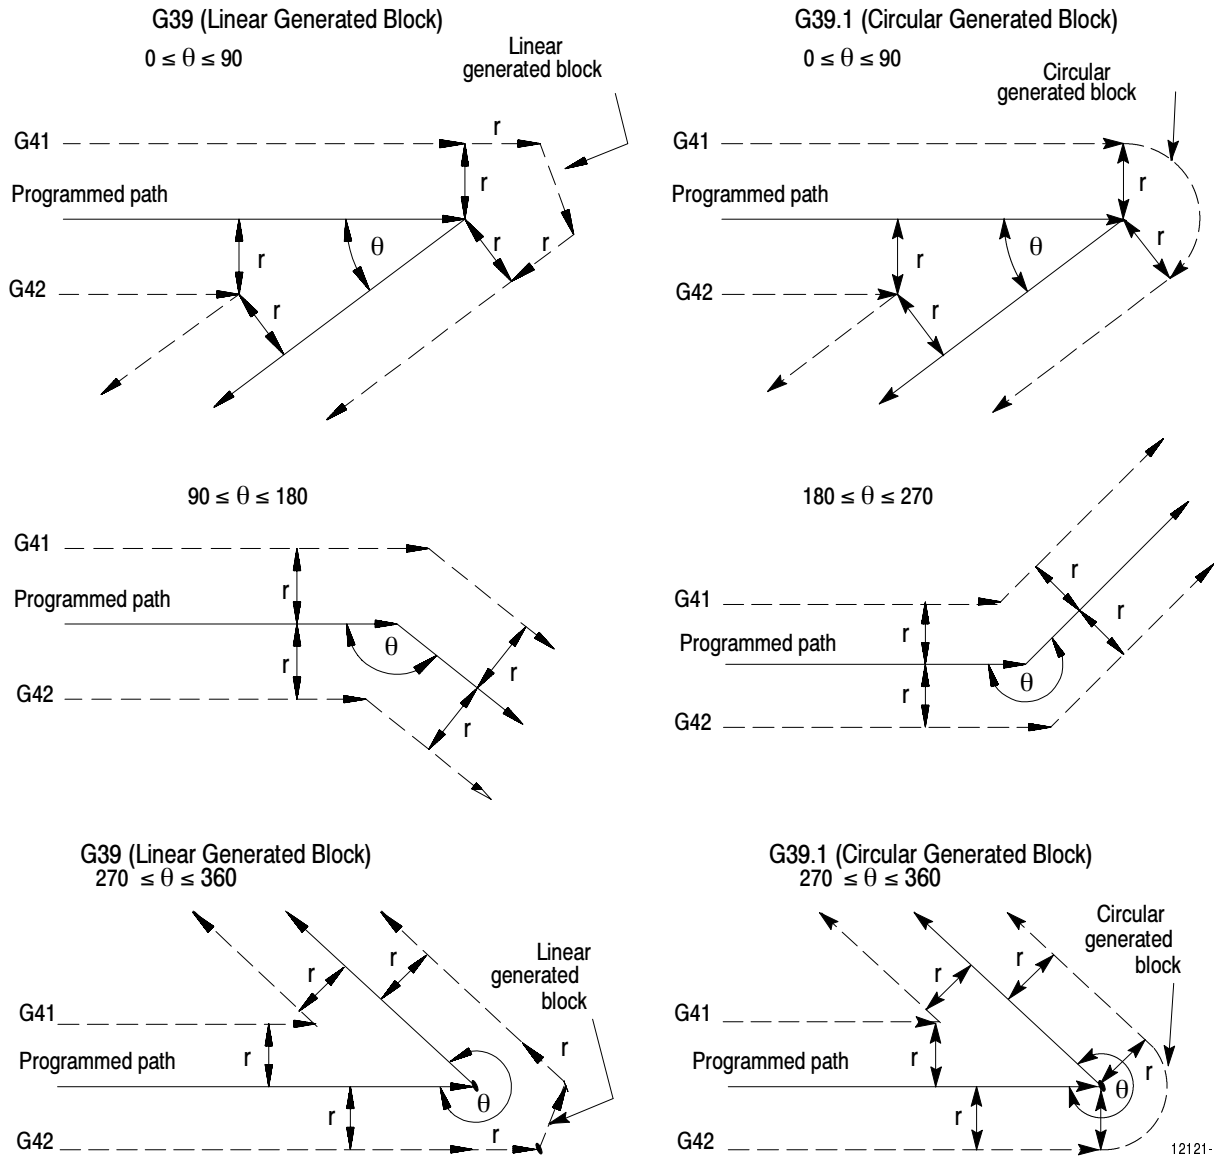 G39 (Linear Generated Block)
0 ≤ θ ≤ 90
Linear
generated block
G41
r
r
Programmed path
θ
r
r
r
G42
r
G39.1 (Circular Generated Block)
0 ≤ θ ≤ 90
Circular
generated block
G41
r
Programmed path
θ
r
r
G42
r
90 ≤ θ ≤ 180
G41
r
Programmed path
θ
r
r
G42
r
180 ≤ θ ≤ 270
r
G41
r
r
Programmed path
θ
r
G42
G39 (Linear Generated Block)
270 ≤ θ ≤ 360
Linear
generated
block
r
r
G41
r
r
Programmed path
θ
r
G42
r
G39.1 (Circular Generated Block)
270 ≤ θ ≤ 360
Circular
generated
block
r
r
G41
r
r
Programmed path
θ
r
G42
12121-